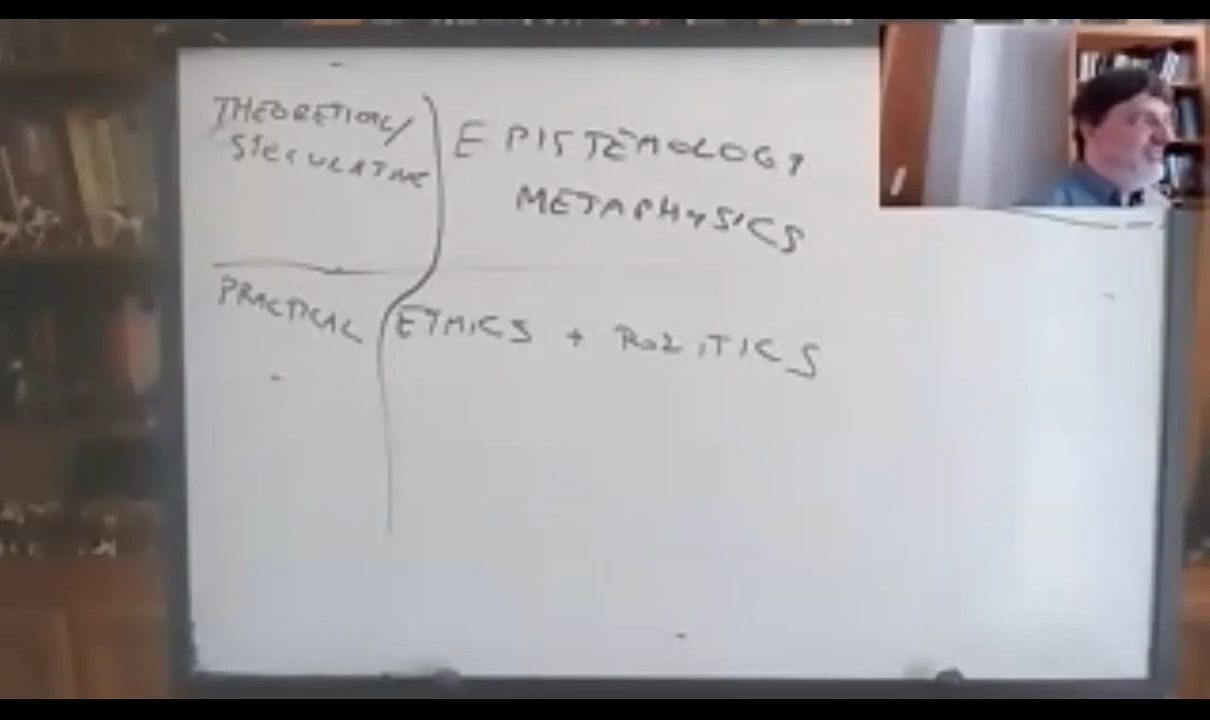 THEORETICAL/
SPECULATIVE
EPISTEMOLOGY
METAPHYSICS
PRACTICAL
ETHICS + POLITICS